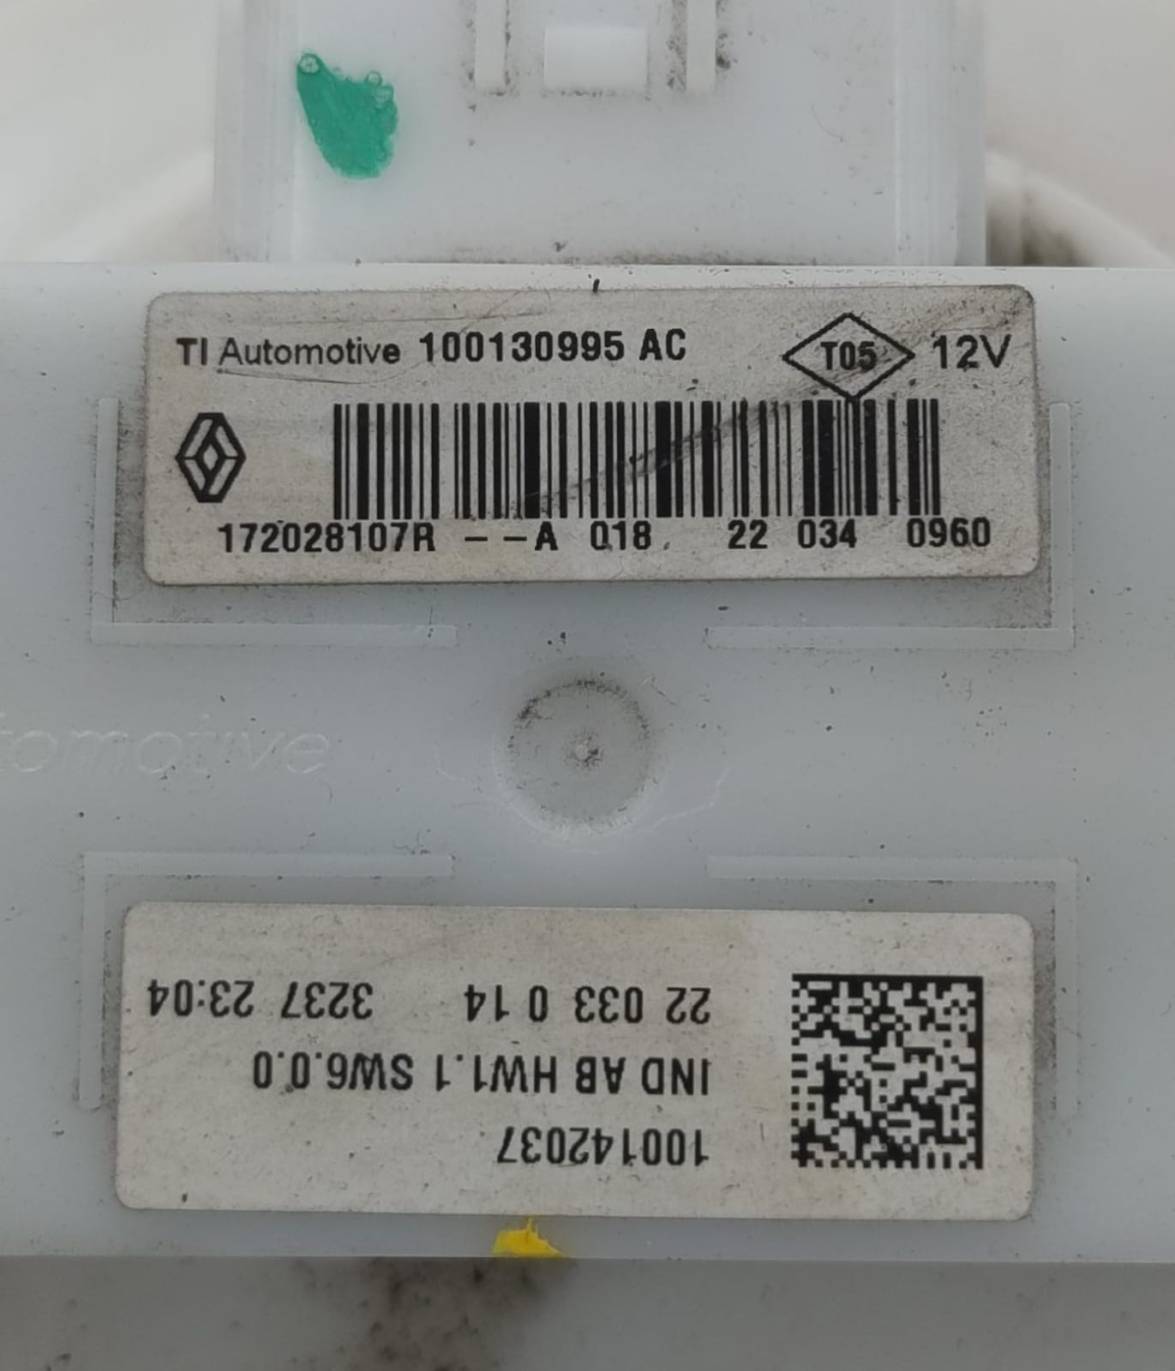 TI Automotive 100130995 AC T05 12V
172028107R --A 018 22 034 0960
tomotive
100142037
IND AB HW1.1 SW6.0.0
22 033 0 14 3237 23:04